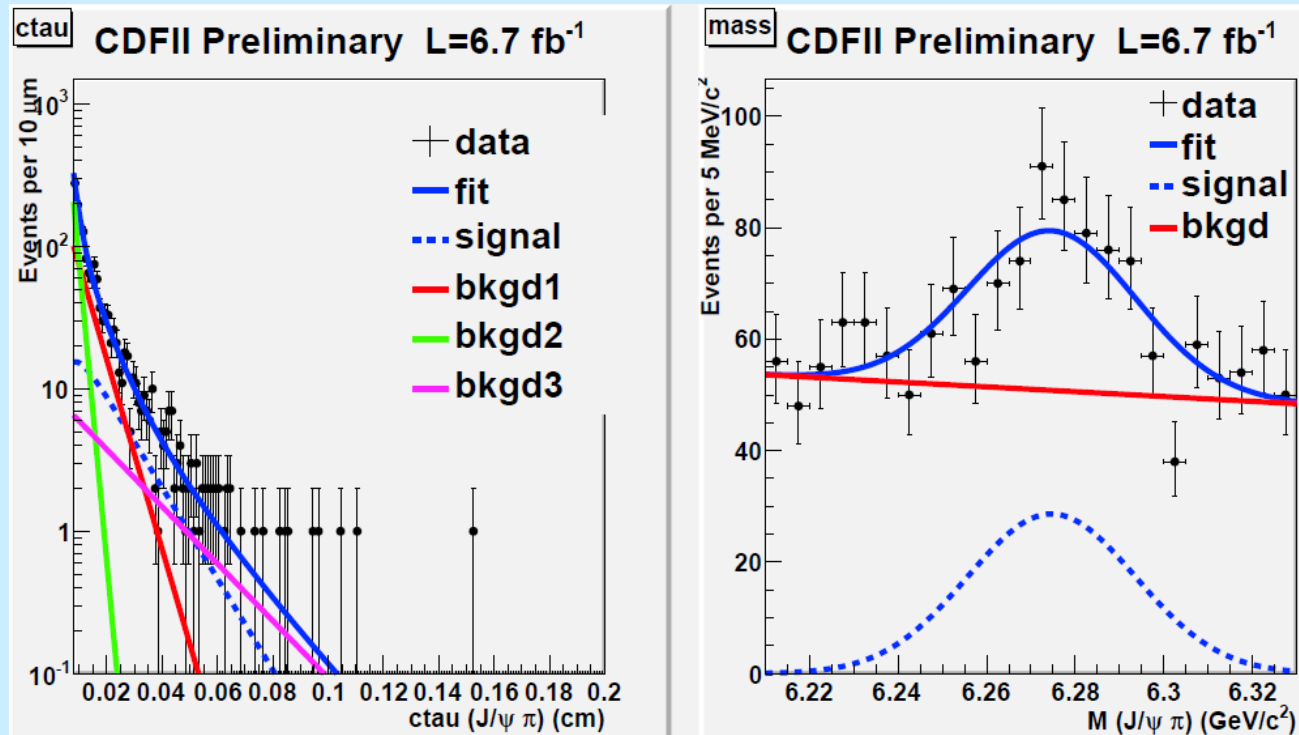 ctau
CDFII Preliminary L=6.7 fb⁻¹
Events per 10 μm
10³
10²
10
1
10⁻¹
data
fit
signal
bkgd1
bkgd2
bkgd3
0.02 0.04 0.06 0.08 0.1 0.12 0.14 0.16 0.18 0.2
ctau (J/ψ π) (cm)
mass
CDFII Preliminary L=6.7 fb⁻¹
Events per 5 MeV/c²
100
80
60
40
20
0
data
fit
signal
bkgd
6.22 6.24 6.26 6.28 6.3 6.32
M (J/ψ π) (GeV/c²)